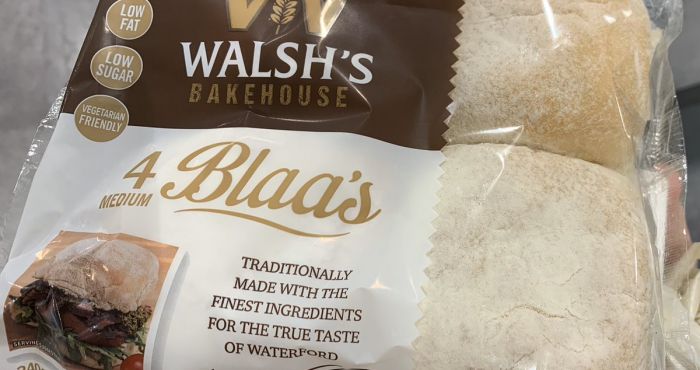 LOW
FAT
LOW
SUGAR
VEGETARIAN
FRIENDLY
WALSH'S
BAKEHOUSE
4
MEDIUM
Blaa's
TRADITIONALLY
MADE WITH THE
FINEST INGREDIENTS
FOR THE TRUE TASTE
OF WATERFORD